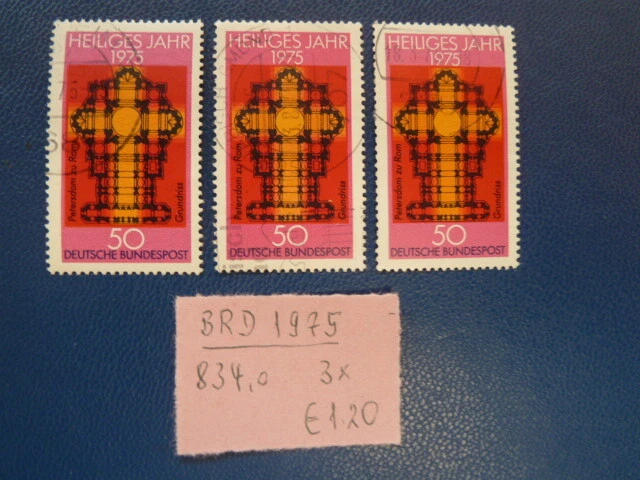 HEILIGES JAHR
1975
Petersdom zu Rom
Grundriss
50
DEUTSCHE BUNDESPOST
HEILIGES JAHR
1975
Petersdom zu Rom
Grundriss
50
DEUTSCHE BUNDESPOST
HEILIGES JAHR
1975
Petersdom zu Rom
Grundriss
50
DEUTSCHE BUNDESPOST
BRD 1975
834,0 3x
€1.20